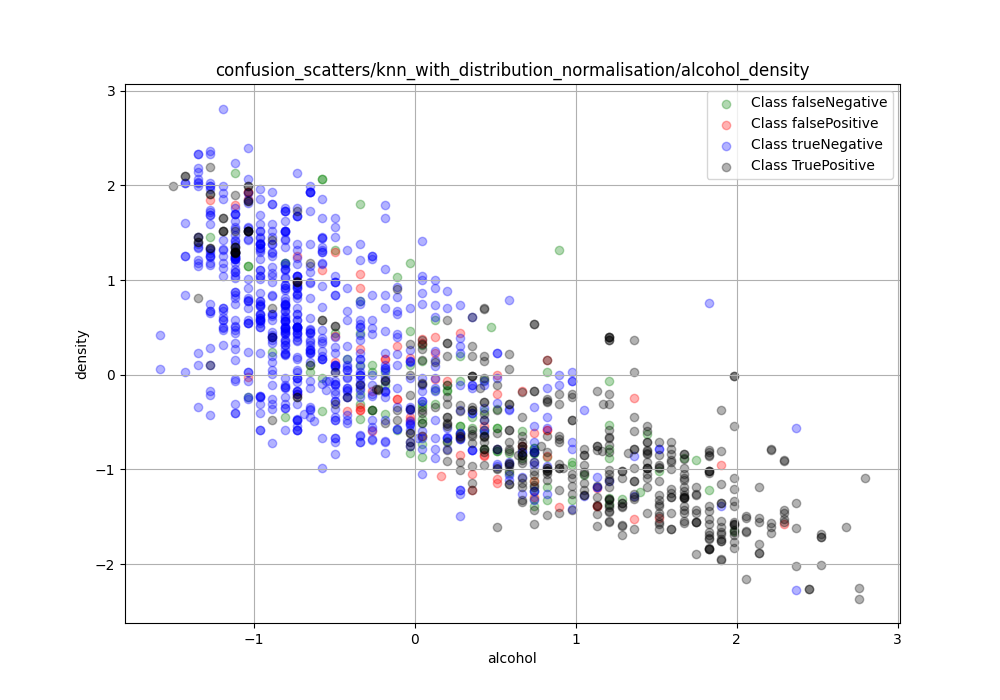 confusion_scatters/knn_with_distribution_normalisation/alcohol_density
Class falseNegative
Class falsePositive
Class trueNegative
Class TruePositive
3
2
1
0
−1
−2
density
−1
0
1
2
3
alcohol